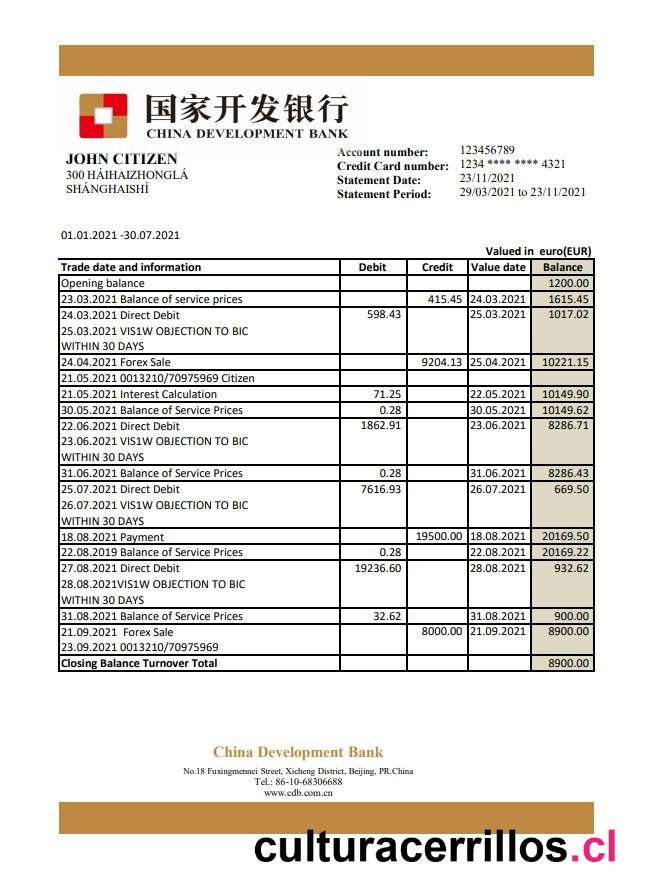 国家开发银行
CHINA DEVELOPMENT BANK
JOHN CITIZEN
300 HÁIHAIZHONGLÁ
SHÁNGHAISHÍ
Account number: 123456789
Credit Card number: 1234 **** **** 4321
Statement Date: 23/11/2021
Statement Period: 29/03/2021 to 23/11/2021
01.01.2021 -30.07.2021
Valued in euro(EUR)
Trade date and information Debit Credit Value date Balance
Opening balance 1200.00
23.03.2021 Balance of service prices 415.45 24.03.2021 1615.45
24.03.2021 Direct Debit 598.43 25.03.2021 1017.02
25.03.2021 VIS1W OBJECTION TO BIC
WITHIN 30 DAYS
24.04.2021 Forex Sale 9204.13 25.04.2021 10221.15
21.05.2021 0013210/70975969 Citizen
21.05.2021 Interest Calculation 71.25 22.05.2021 10149.90
30.05.2021 Balance of Service Prices 0.28 30.05.2021 10149.62
22.06.2021 Direct Debit 1862.91 23.06.2021 8286.71
23.06.2021 VIS1W OBJECTION TO BIC
WITHIN 30 DAYS
31.06.2021 Balance of Service Prices 0.28 31.06.2021 8286.43
25.07.2021 Direct Debit 7616.93 26.07.2021 669.50
26.07.2021 VIS1W OBJECTION TO BIC
WITHIN 30 DAYS
18.08.2021 Payment 19500.00 18.08.2021 20169.50
22.08.2019 Balance of Service Prices 0.28 22.08.2021 20169.22
27.08.2021 Direct Debit 19236.60 28.08.2021 932.62
28.08.2021VIS1W OBJECTION TO BIC
WITHIN 30 DAYS
31.08.2021 Balance of Service Prices 32.62 31.08.2021 900.00
21.09.2021 Forex Sale 8000.00 21.09.2021 8900.00
23.09.2021 0013210/70975969
Closing Balance Turnover Total 8900.00
China Development Bank
No.18 Fuxingmennei Street, Xicheng District, Beijing, PR.China
Tel.: 86-10-68306688
www.cdb.com.cn
culturacerrillos.cl